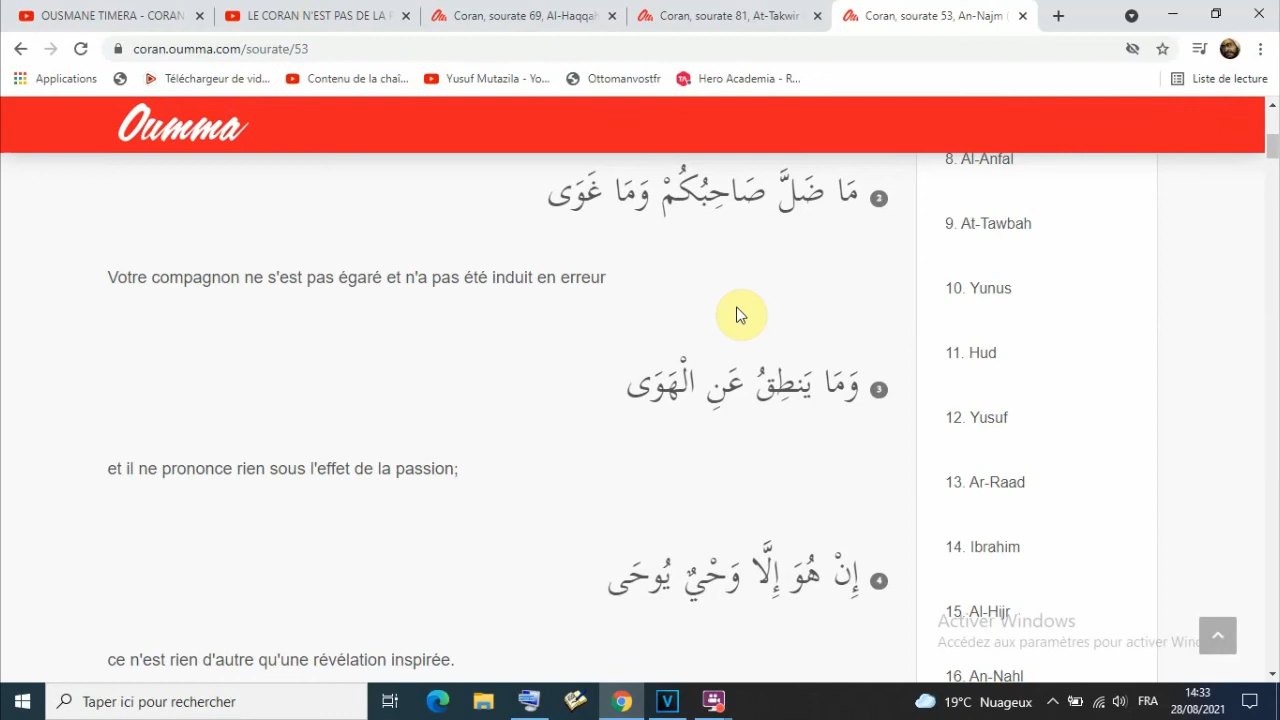 OUSMANE TIMERA - CORAN
LE CORAN N'EST PAS DE LA P
Coran, sourate 69, Al-Haqqah
Coran, sourate 81, At-Takwir
Coran, sourate 53, An-Najm
coran.oumma.com/sourate/53
Applications
Téléchargeur de vid...
Contenu de la chaî...
Yusuf Mutazila - Yo...
Ottomanvostfr
Hero Academia - R...
Liste de lecture
Oumma
مَا ضَلَّ صَاحِبُكُمْ وَمَا غَوَى 2
Votre compagnon ne s'est pas égaré et n'a pas été induit en erreur
وَمَا يَنطِقُ عَنِ الْهَوَى 3
et il ne prononce rien sous l'effet de la passion;
إِنْ هُوَ إِلَّا وَحْيٌ يُوحَى 4
ce n'est rien d'autre qu'une révélation inspirée.
8. Al-Anfal
9. At-Tawbah
10. Yunus
11. Hud
12. Yusuf
13. Ar-Raad
14. Ibrahim
15. Al-Hijr
16. An-Nahl
Activer Windows
Accédez aux paramètres pour activer Win
Taper ici pour rechercher
19°C Nuageux
FRA
14:33
28/08/2021